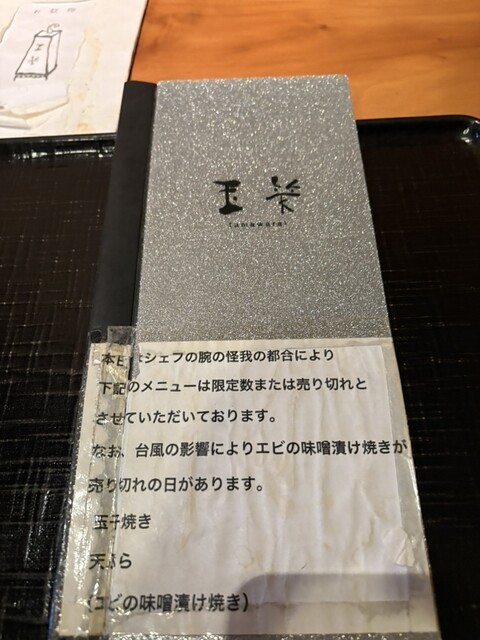 玉笑
tamawarai
本日はシェフの腕の怪我の都合により
下記のメニューは限定数または売り切れと
させていただいております。
なお、台風の影響によりエビの味噌漬け焼きが
売り切れの日があります。
玉子焼き
天ぷら
(エビの味噌漬け焼き)